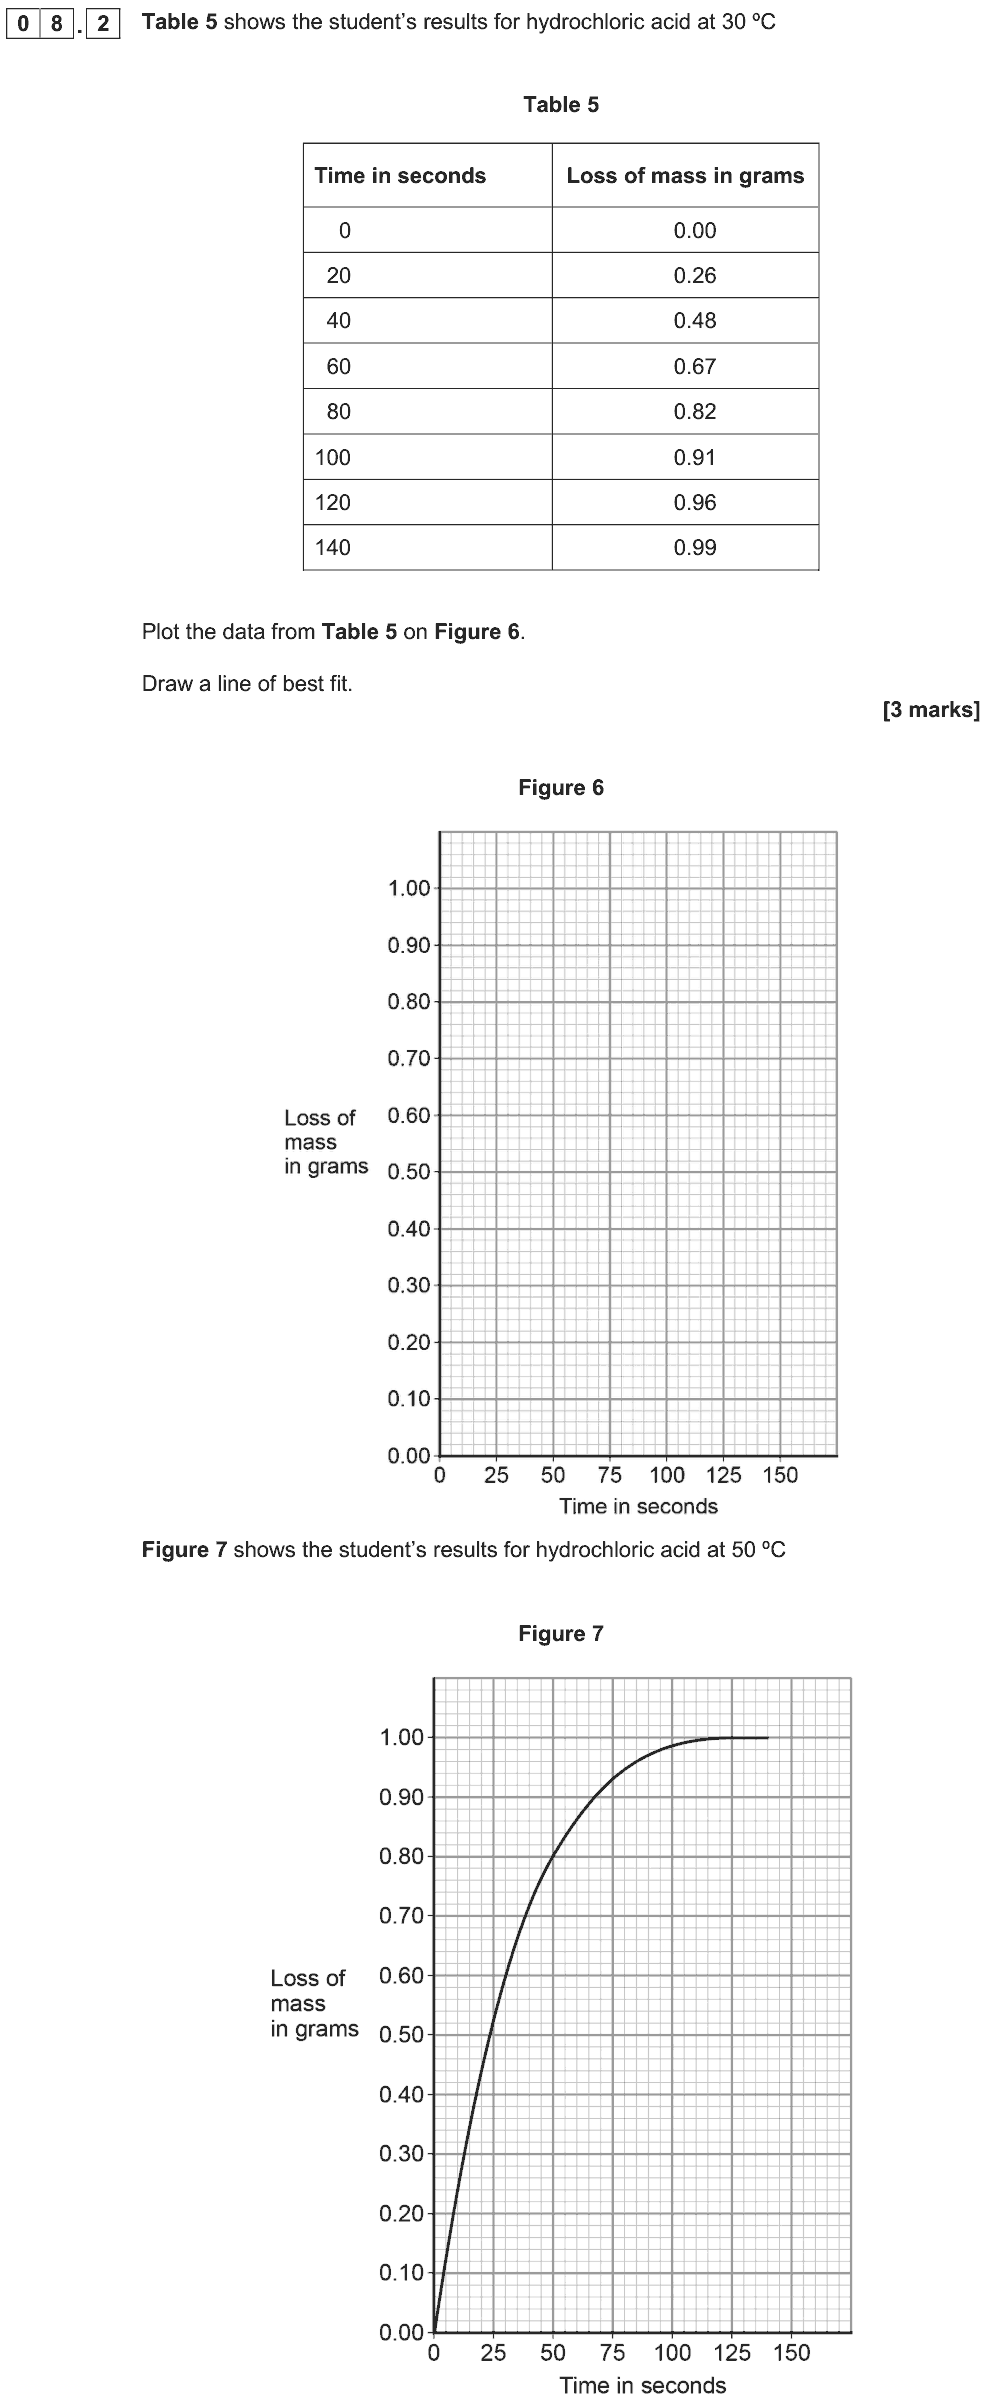 0 8 . 2 Table 5 shows the student's results for hydrochloric acid at 30 ºC
Table 5
Time in seconds Loss of mass in grams
0 0.00
20 0.26
40 0.48
60 0.67
80 0.82
100 0.91
120 0.96
140 0.99
Plot the data from Table 5 on Figure 6.
Draw a line of best fit.
[3 marks]
Figure 6
1.00
0.90
0.80
0.70
Loss of
mass
in grams
0.60
0.50
0.40
0.30
0.20
0.10
0.00
0 25 50 75 100 125 150
Time in seconds
Figure 7 shows the student's results for hydrochloric acid at 50 ºC
Figure 7
1.00
0.90
0.80
0.70
Loss of
mass
in grams
0.60
0.50
0.40
0.30
0.20
0.10
0.00
0 25 50 75 100 125 150
Time in seconds